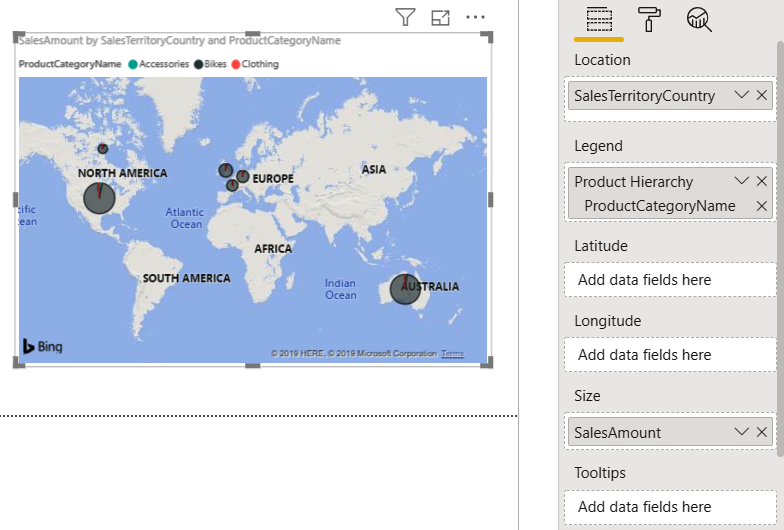 SalesAmount by SalesTerritoryCountry and ProductCategoryName
ProductCategoryName Accessories Bikes Clothing
NORTH AMERICA
EUROPE
ASIA
cific
ean
Atlantic
Ocean
AFRICA
SOUTH AMERICA
Indian
Ocean
AUSTRALIA
Bing
© 2019 HERE, © 2019 Microsoft Corporation Terms
Location
SalesTerritoryCountry
Legend
Product Hierarchy
ProductCategoryName
Latitude
Add data fields here
Longitude
Add data fields here
Size
SalesAmount
Tooltips
Add data fields here